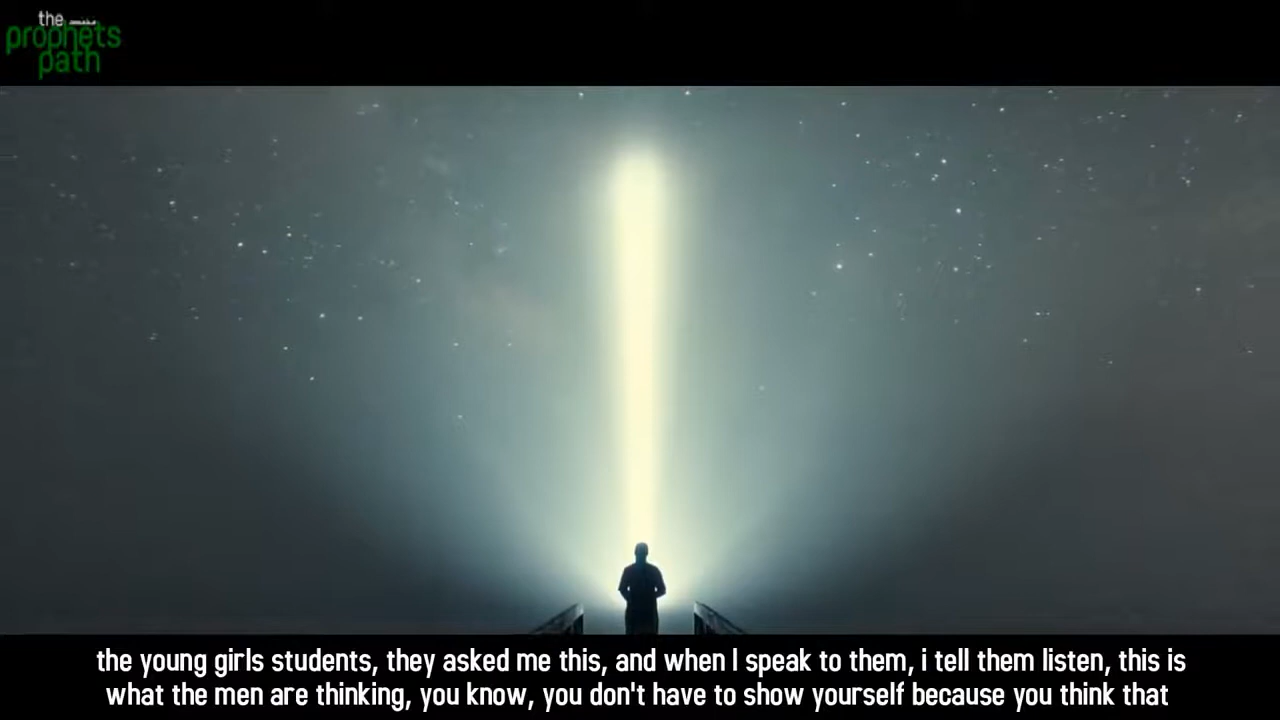 the
prophets
path
the young girls students, they asked me this, and when I speak to them, i tell them listen, this is
what the men are thinking, you know, you don't have to show yourself because you think that